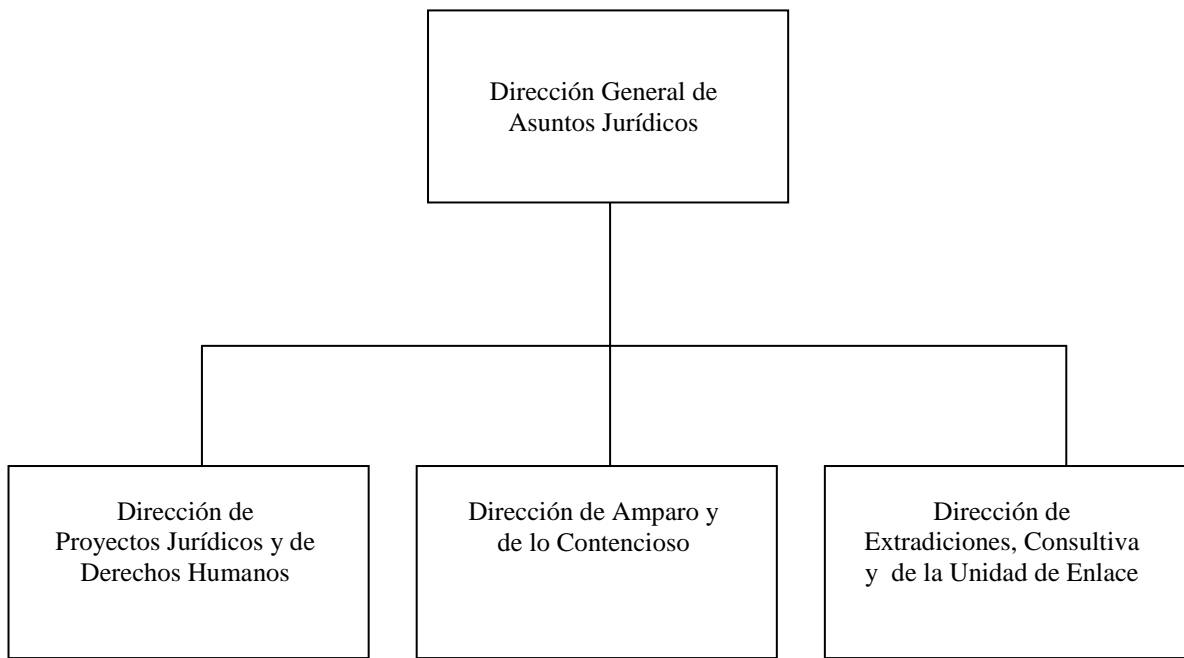 Dirección General de
Asuntos Jurídicos
Dirección de
Proyectos Jurídicos y de
Derechos Humanos
Dirección de Amparo y
de lo Contencioso
Dirección de
Extradiciones, Consultiva
y de la Unidad de Enlace